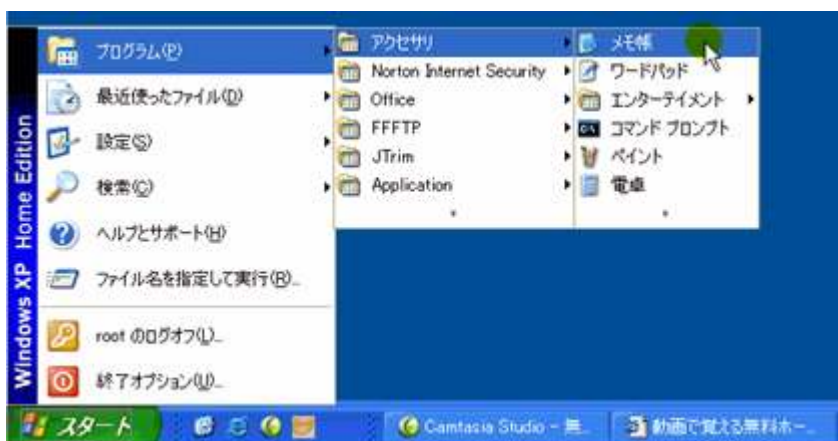 Windows XP Home Edition
プログラム(P)
最近使ったファイル(D)
設定(S)
検索(C)
ヘルプとサポート(H)
ファイル名を指定して実行(R)...
root のログオフ(L)...
終了オプション(U)...
アクセサリ
Norton Internet Security
Office
FFFTP
JTrim
Application
メモ帳
ワードパッド
エンターテイメント
コマンド プロンプト
ペイント
電卓
スタート
Camtasia Studio - 無...
動画で覚える無料ホー...